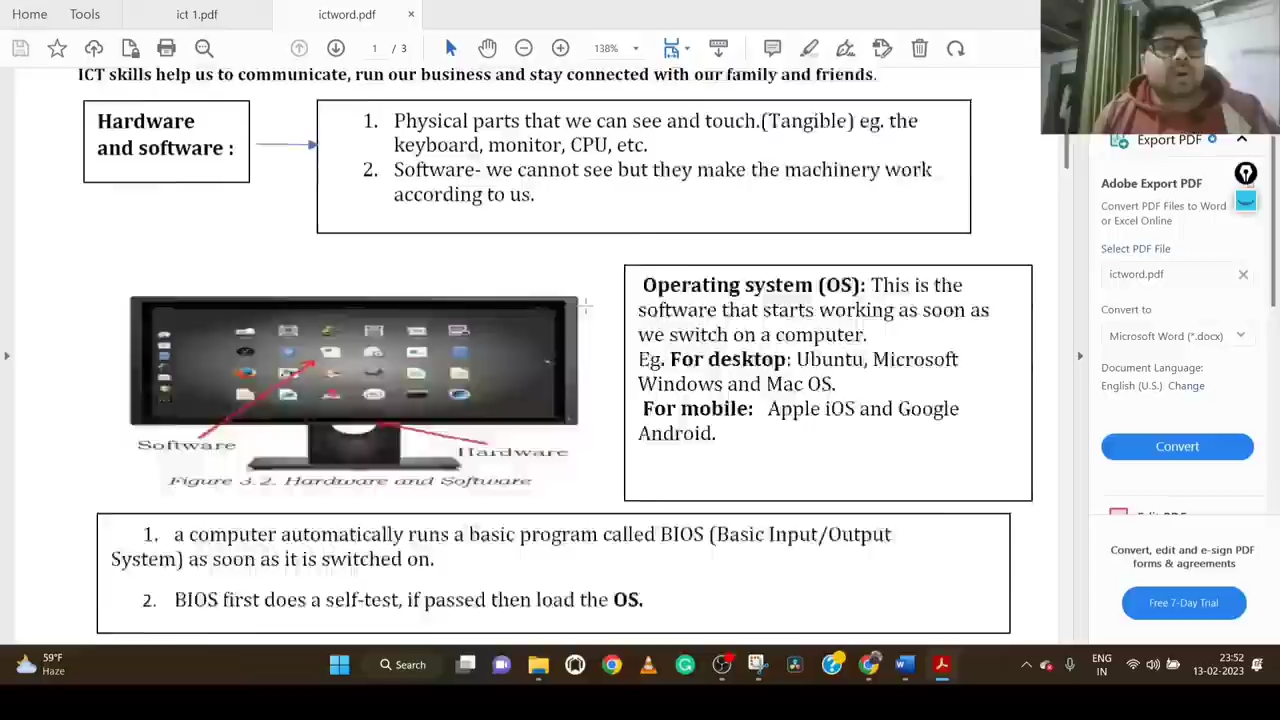 Home
Tools
ict 1.pdf
ictword.pdf
×
1 / 3
138%
ICT skills help us to communicate, run our business and stay connected with our family and friends.
Hardware
and software :
1. Physical parts that we can see and touch.(Tangible) eg. the
keyboard, monitor, CPU, etc.
2. Software- we cannot see but they make the machinery work
according to us.
Software
Hardware
Figure 3.2. Hardware and Software
Operating system (OS): This is the
software that starts working as soon as
we switch on a computer.
Eg. For desktop: Ubuntu, Microsoft
Windows and Mac OS.
For mobile: Apple iOS and Google
Android.
1. a computer automatically runs a basic program called BIOS (Basic Input/Output
System) as soon as it is switched on.
2. BIOS first does a self-test, if passed then load the OS.
Export PDF
Adobe Export PDF
Convert PDF Files to Word
or Excel Online
Select PDF File
ictword.pdf
Convert to
Microsoft Word (*.docx)
Document Language:
English (U.S.) Change
Convert
Convert, edit and e-sign PDF
forms & agreements
Free 7-Day Trial
59°F
Haze
Search
ENG
IN
23:52
13-02-2023